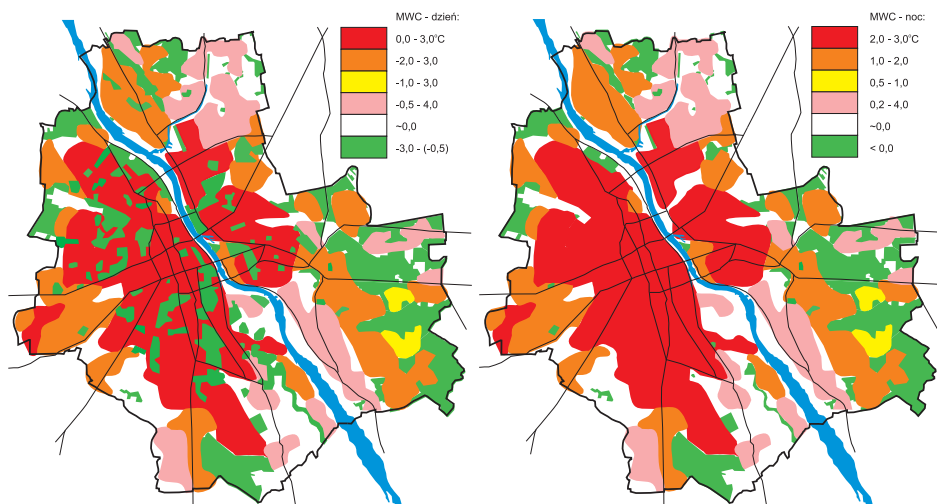 MWC - dzień:
0,0 - 3,0°C
-2,0 - 3,0
-1,0 - 3,0
-0,5 - 4,0
~0,0
-3,0 - (-0,5)
MWC - noc:
2,0 - 3,0°C
1,0 - 2,0
0,5 - 1,0
0,2 - 4,0
~0,0
< 0,0